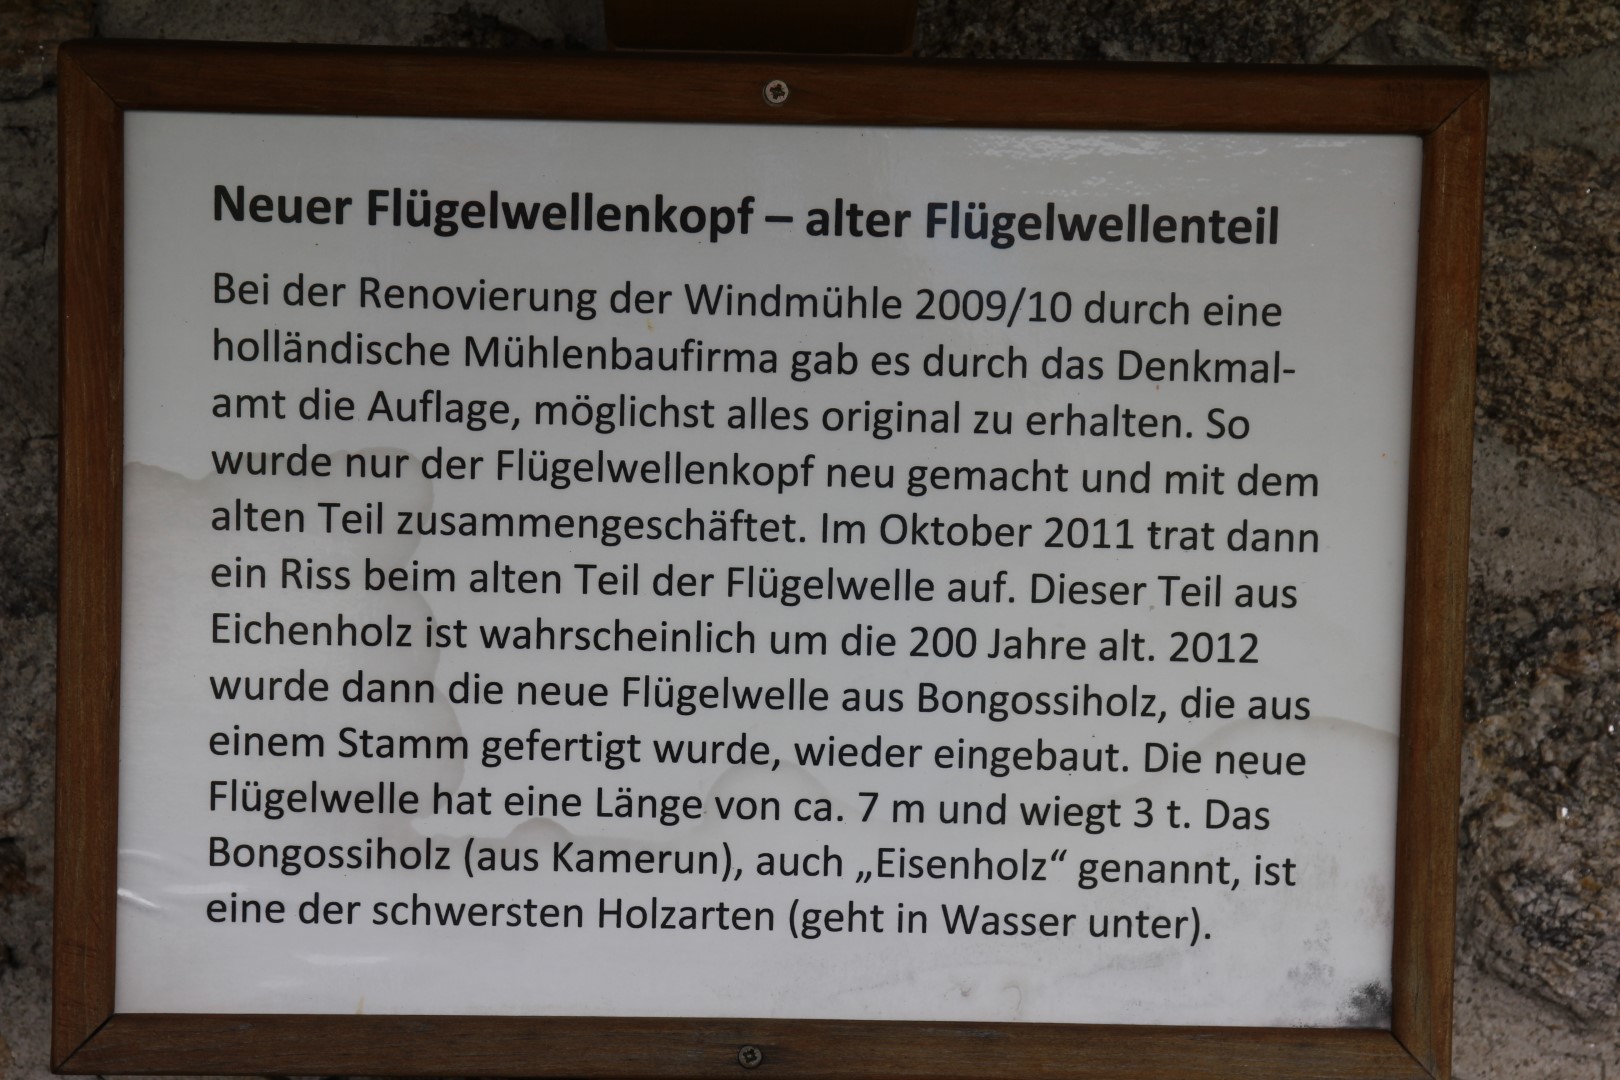 Neuer Flügelwellenkopf – alter Flügelwellenteil
Bei der Renovierung der Windmühle 2009/10 durch eine
holländische Mühlenbaufirma gab es durch das Denkmal-
amt die Auflage, möglichst alles original zu erhalten. So
wurde nur der Flügelwellenkopf neu gemacht und mit dem
alten Teil zusammengeschäftet. Im Oktober 2011 trat dann
ein Riss beim alten Teil der Flügelwelle auf. Dieser Teil aus
Eichenholz ist wahrscheinlich um die 200 Jahre alt. 2012
wurde dann die neue Flügelwelle aus Bongossiholz, die aus
einem Stamm gefertigt wurde, wieder eingebaut. Die neue
Flügelwelle hat eine Länge von ca. 7 m und wiegt 3 t. Das
Bongossiholz (aus Kamerun), auch „Eisenholz“ genannt, ist
eine der schwersten Holzarten (geht in Wasser unter).